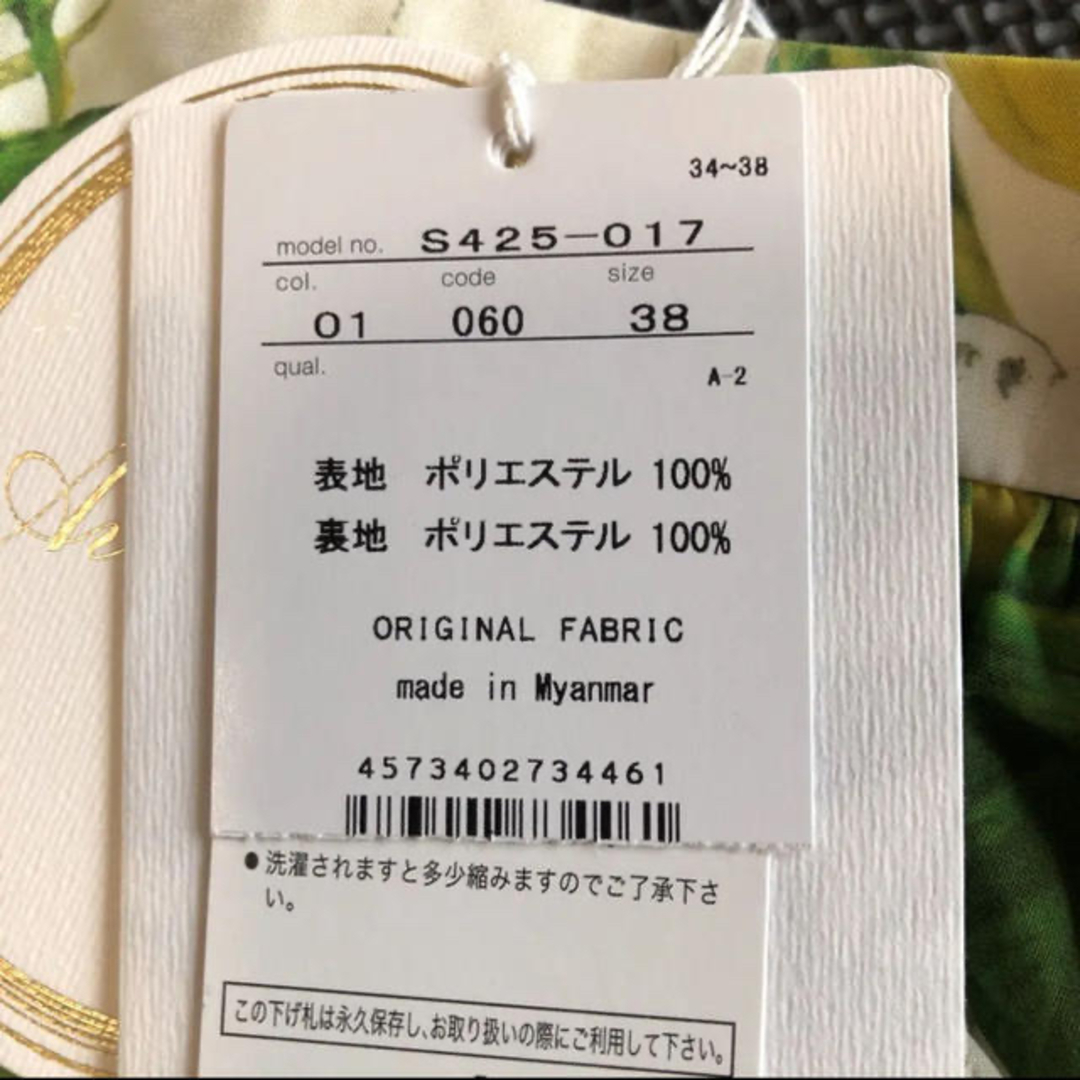 34~38
model no. S425-017
col. code size
01 060 38
qual.
A-2
表地 ポリエステル 100%
裏地 ポリエステル 100%
ORIGINAL FABRIC
made in Myanmar
4573402734461
●洗濯されますと多少縮みますのでご了承下さ
い。
この下げ札は永久保存し、お取り扱いの際にご利用して下さい。